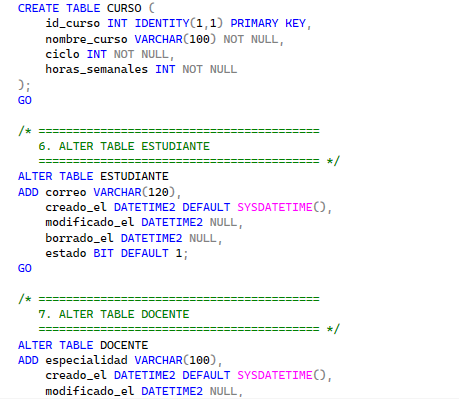 CREATE TABLE CURSO (
    id_curso INT IDENTITY(1,1) PRIMARY KEY,
    nombre_curso VARCHAR(100) NOT NULL,
    ciclo INT NOT NULL,
    horas_semanales INT NOT NULL
);
GO
/* =========================================
   6. ALTER TABLE ESTUDIANTE
   ========================================= */
ALTER TABLE ESTUDIANTE
ADD correo VARCHAR(120),
    creado_el DATETIME2 DEFAULT SYSDATETIME(),
    modificado_el DATETIME2 NULL,
    borrado_el DATETIME2 NULL,
    estado BIT DEFAULT 1;
GO
/* =========================================
   7. ALTER TABLE DOCENTE
   ========================================= */
ALTER TABLE DOCENTE
ADD especialidad VARCHAR(100),
    creado_el DATETIME2 DEFAULT SYSDATETIME(),
    modificado_el DATETIME2 NULL,